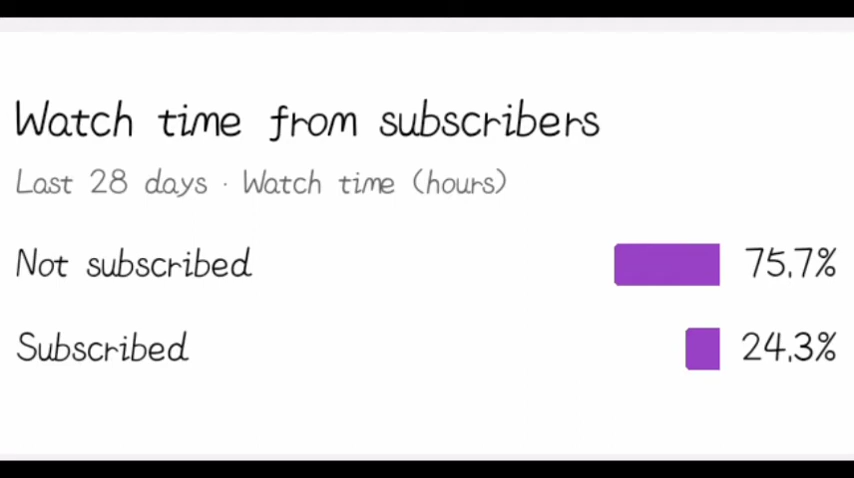 Watch time from subscribers
Last 28 days · Watch time (hours)
Not subscribed 75.7%
Subscribed 24.3%